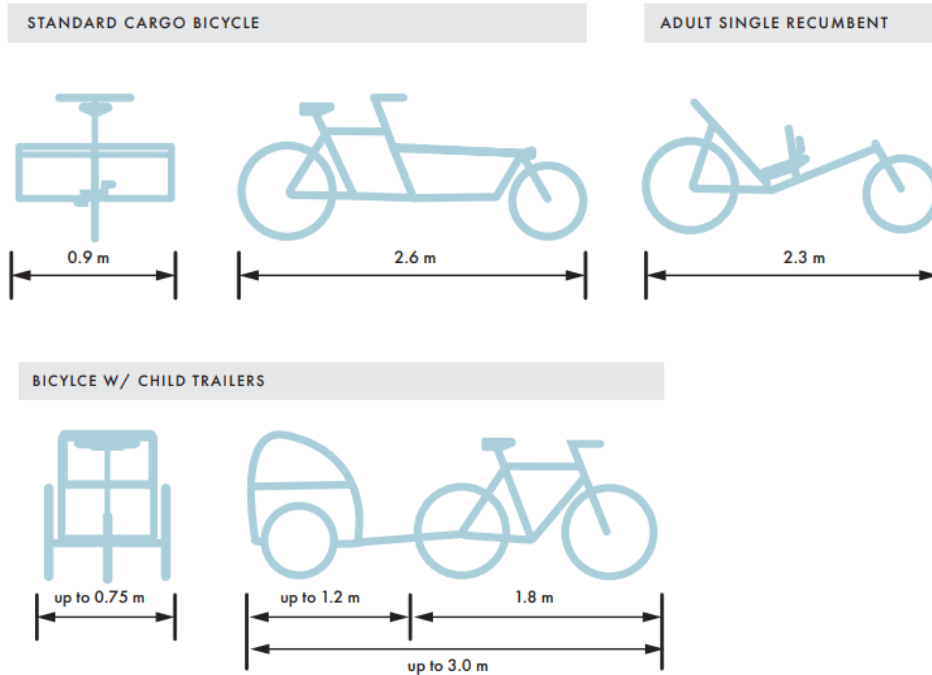 STANDARD CARGO BICYCLE
ADULT SINGLE RECUMBENT
0.9 m
2.6 m
2.3 m
BICYLCE W/ CHILD TRAILERS
up to 0.75 m
up to 1.2 m
1.8 m
up to 3.0 m